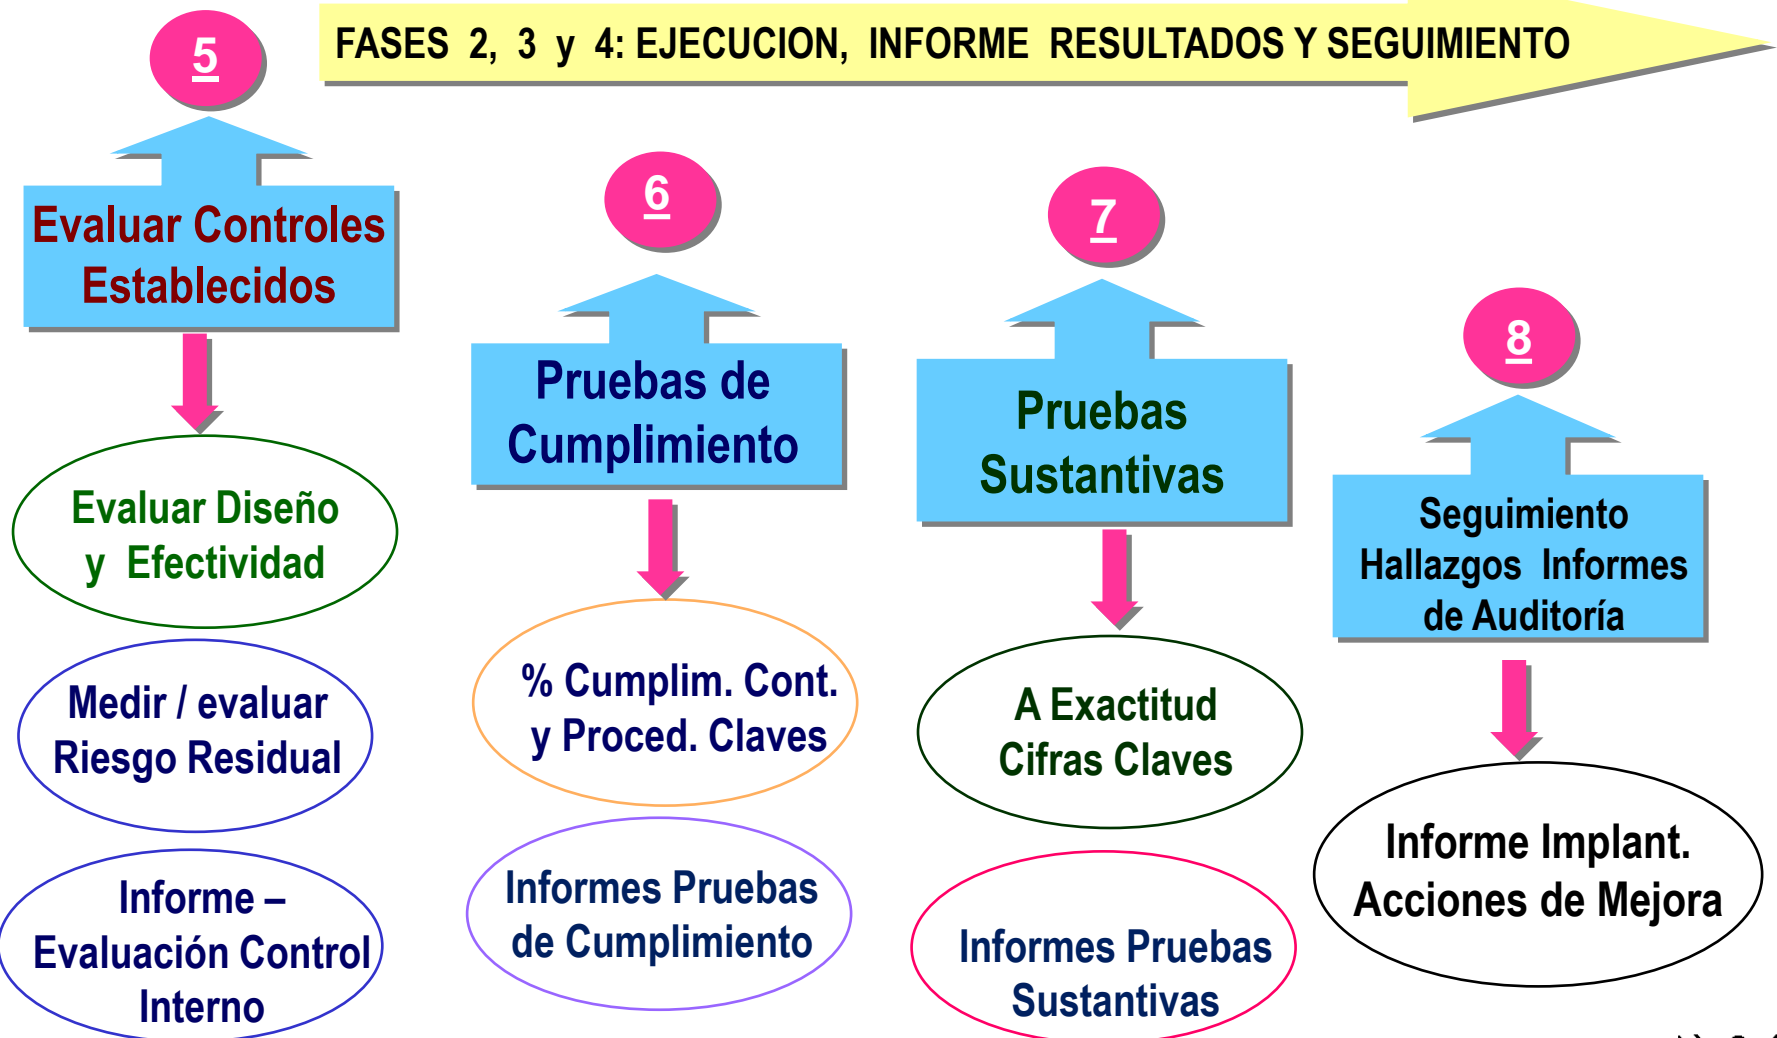 FASES 2, 3 y 4: EJECUCION, INFORME RESULTADOS Y SEGUIMIENTO
5
Evaluar Controles
Establecidos
Evaluar Diseño
y Efectividad
Medir / evaluar
Riesgo Residual
Informe –
Evaluación Control
Interno
6
Pruebas de
Cumplimiento
% Cumplim. Cont.
y Proced. Claves
Informes Pruebas
de Cumplimiento
7
Pruebas
Sustantivas
A Exactitud
Cifras Claves
Informes Pruebas
Sustantivas
8
Seguimiento
Hallazgos Informes
de Auditoría
Informe Implant.
Acciones de Mejora